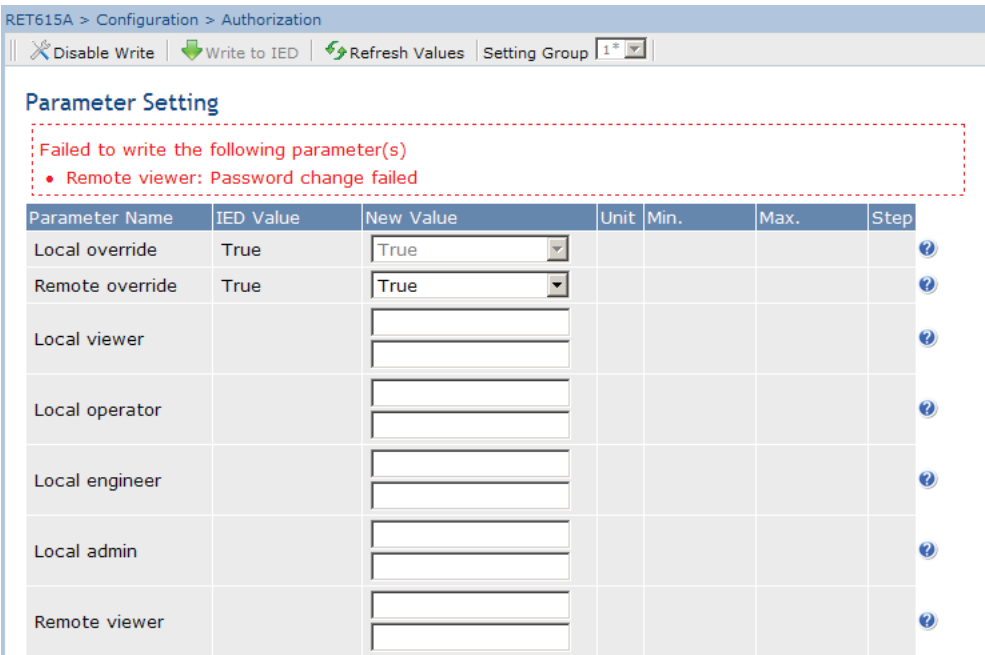 RET615A > Configuration > Authorization
Disable Write Write to IED Refresh Values Setting Group 1*
Parameter Setting
Failed to write the following parameter(s)
• Remote viewer: Password change failed
Parameter Name IED Value New Value Unit Min. Max. Step
Local override True True
Remote override True True
Local viewer
Local operator
Local engineer
Local admin
Remote viewer